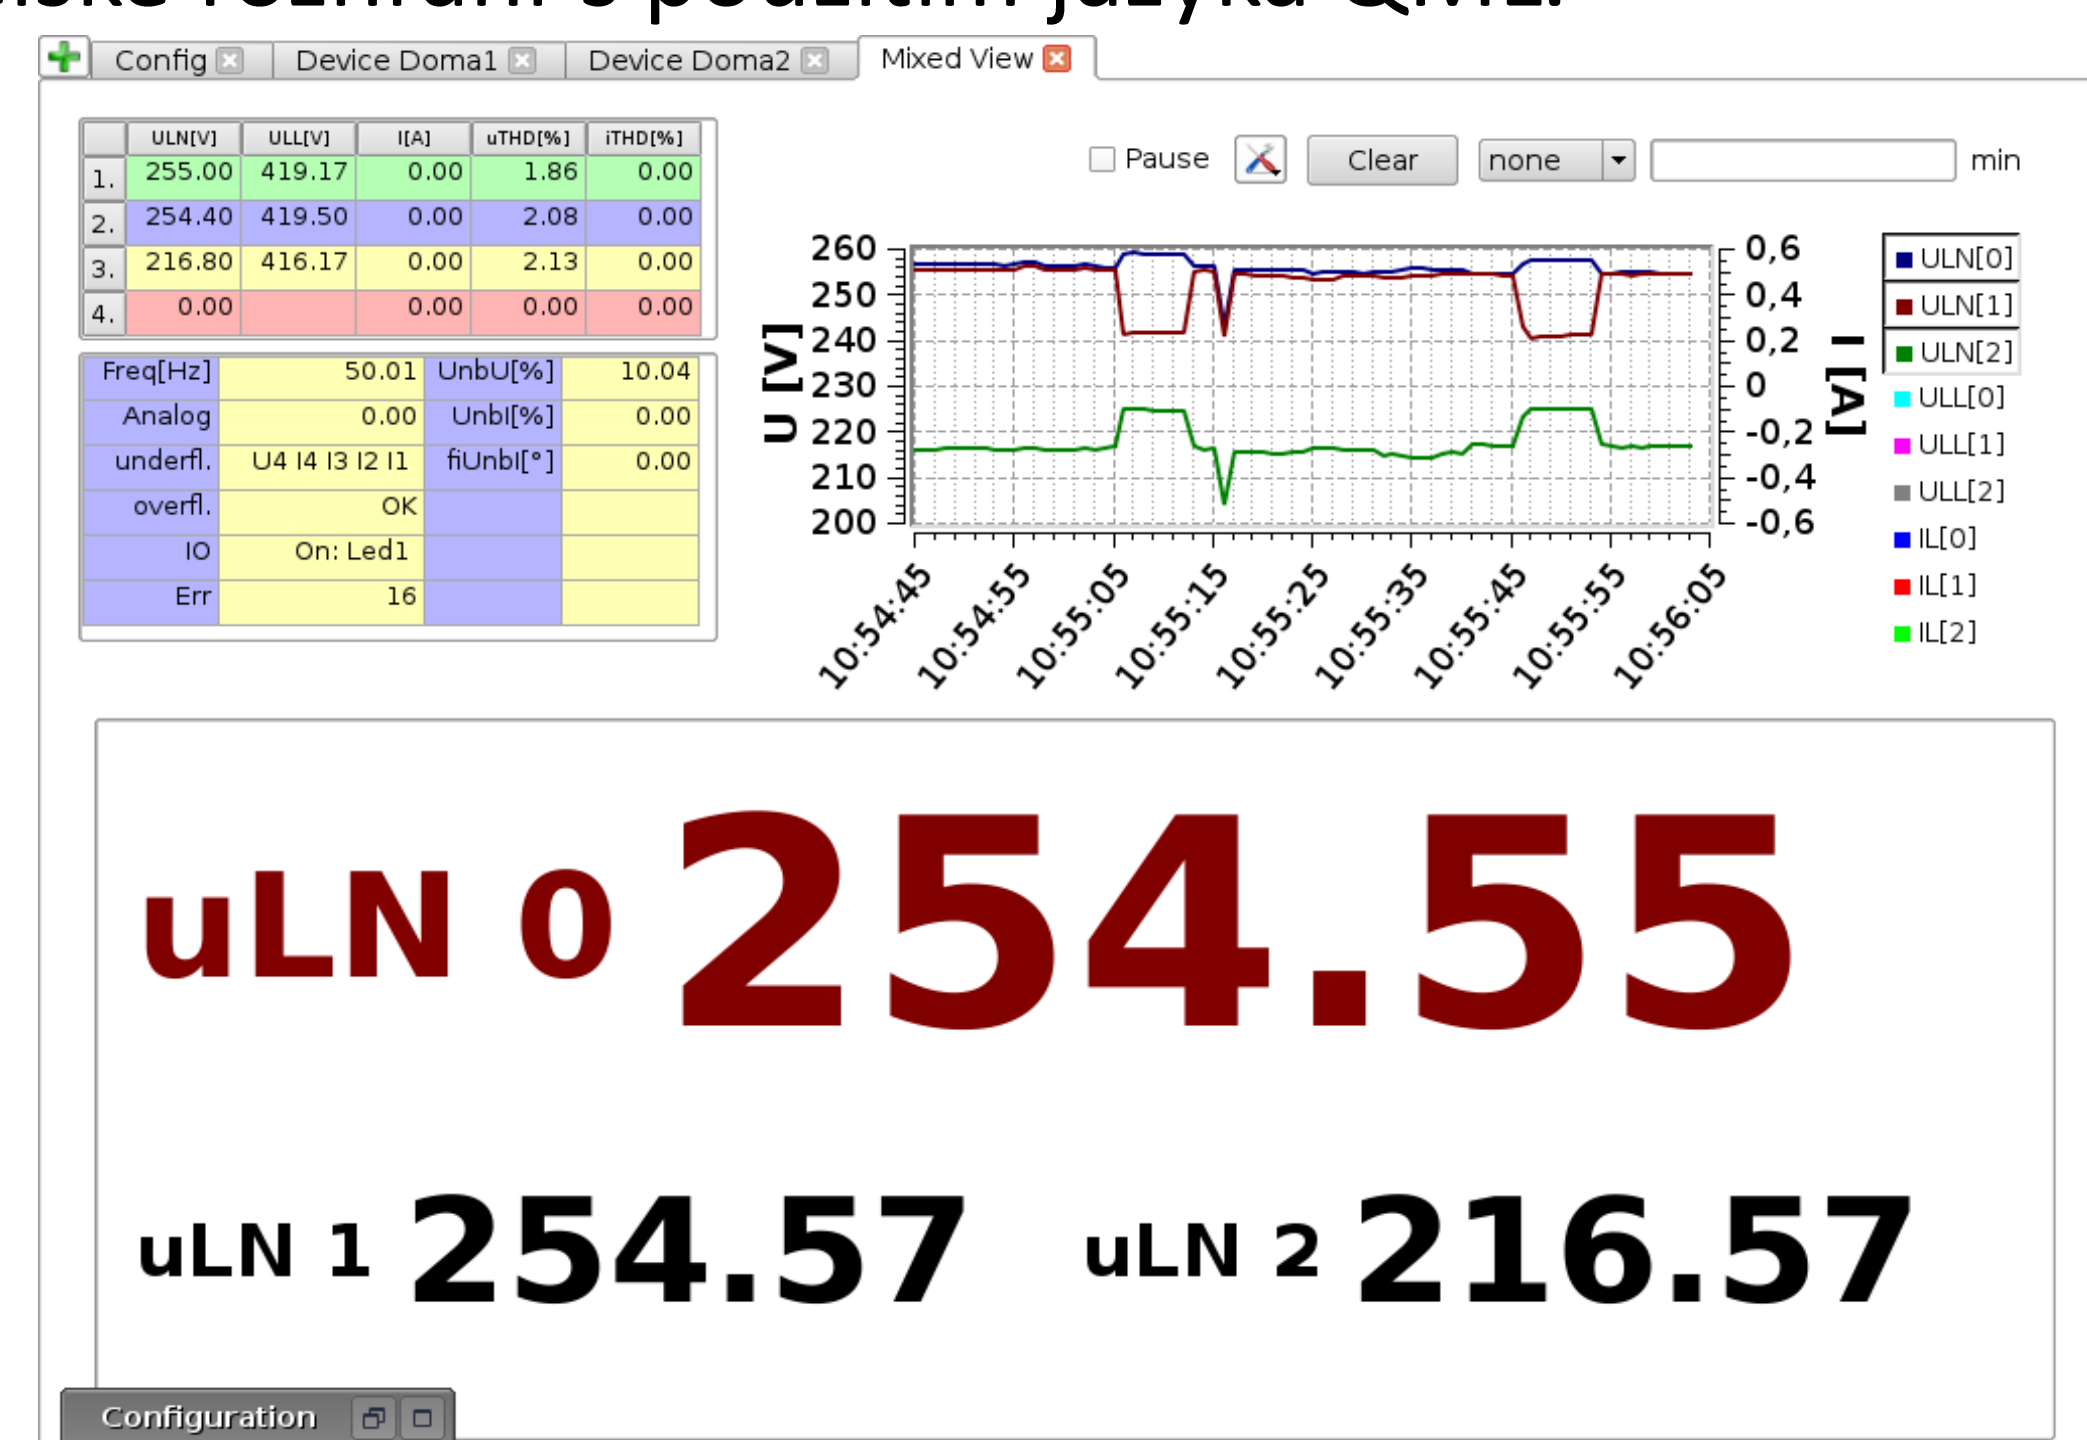 rozhraní s použitím jazyka QML.
Config Device Doma1 Device Doma2 Mixed View
ULN[V] ULL[V] I[A] uTHD[%] iTHD[%]
1. 255.00 419.17 0.00 1.86 0.00
2. 254.40 419.50 0.00 2.08 0.00
3. 216.80 416.17 0.00 2.13 0.00
4. 0.00 0.00 0.00 0.00
Freq[Hz] 50.01 UnbU[%] 10.04
Analog 0.00 UnbI[%] 0.00
underfl. U4 I4 I3 I2 I1 fiUnbI[°] 0.00
overfl. OK
IO On: Led1
Err 16
Pause Clear none min
U [V]
260
250
240
230
220
210
200
0,6
0,4
0,2
0
-0,2
-0,4
-0,6
I [A]
10:54:45 10:54:55 10:55:05 10:55:15 10:55:25 10:55:35 10:55:45 10:55:55 10:56:05
ULN[0]
ULN[1]
ULN[2]
ULL[0]
ULL[1]
ULL[2]
IL[0]
IL[1]
IL[2]
uLN 0 254.55
uLN 1 254.57 uLN 2 216.57
Configuration